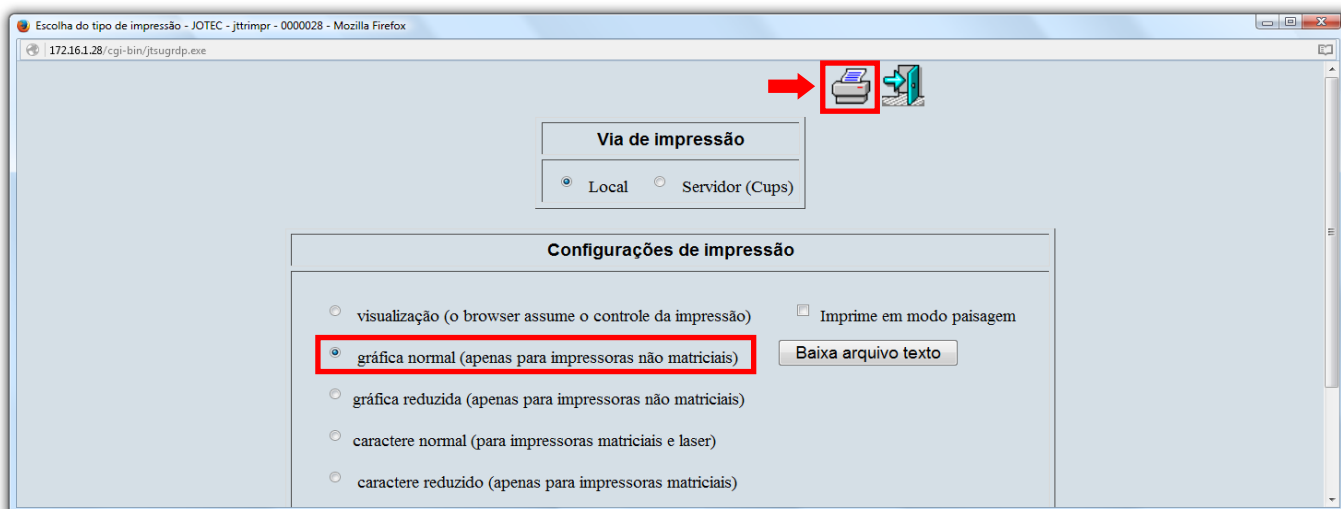 Escolha do tipo de impressão - JOTEC - jttrimpr - 0000028 - Mozilla Firefox
172.16.1.28/cgi-bin/jtsugrdp.exe
Via de impressão
Local Servidor (Cups)
Configurações de impressão
visualização (o browser assume o controle da impressão) Imprime em modo paisagem
gráfica normal (apenas para impressoras não matriciais) Baixa arquivo texto
gráfica reduzida (apenas para impressoras não matriciais)
caractere normal (para impressoras matriciais e laser)
caractere reduzido (apenas para impressoras matriciais)